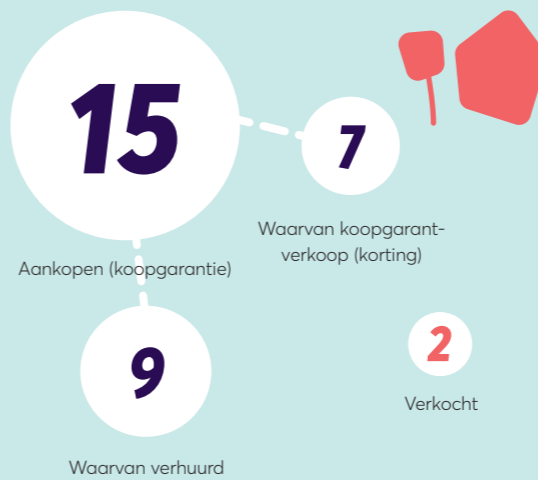 15
Aankopen (koopgarantie)
7
Waarvan koopgarant-
verkoop (korting)
9
Waarvan verhuurd
2
Verkocht